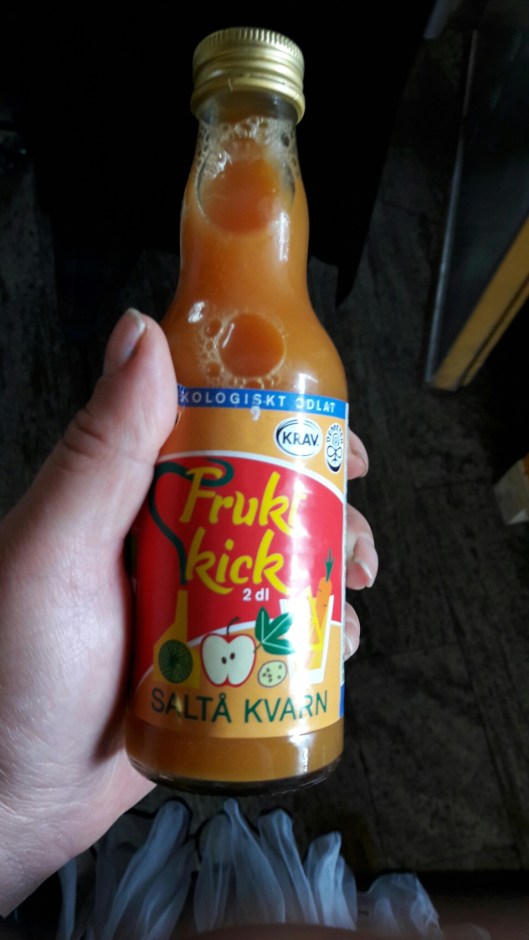 KOLOGISKT ODLAT
KRAV
Frukt
kick
2 dl
SALTÅ KVARN